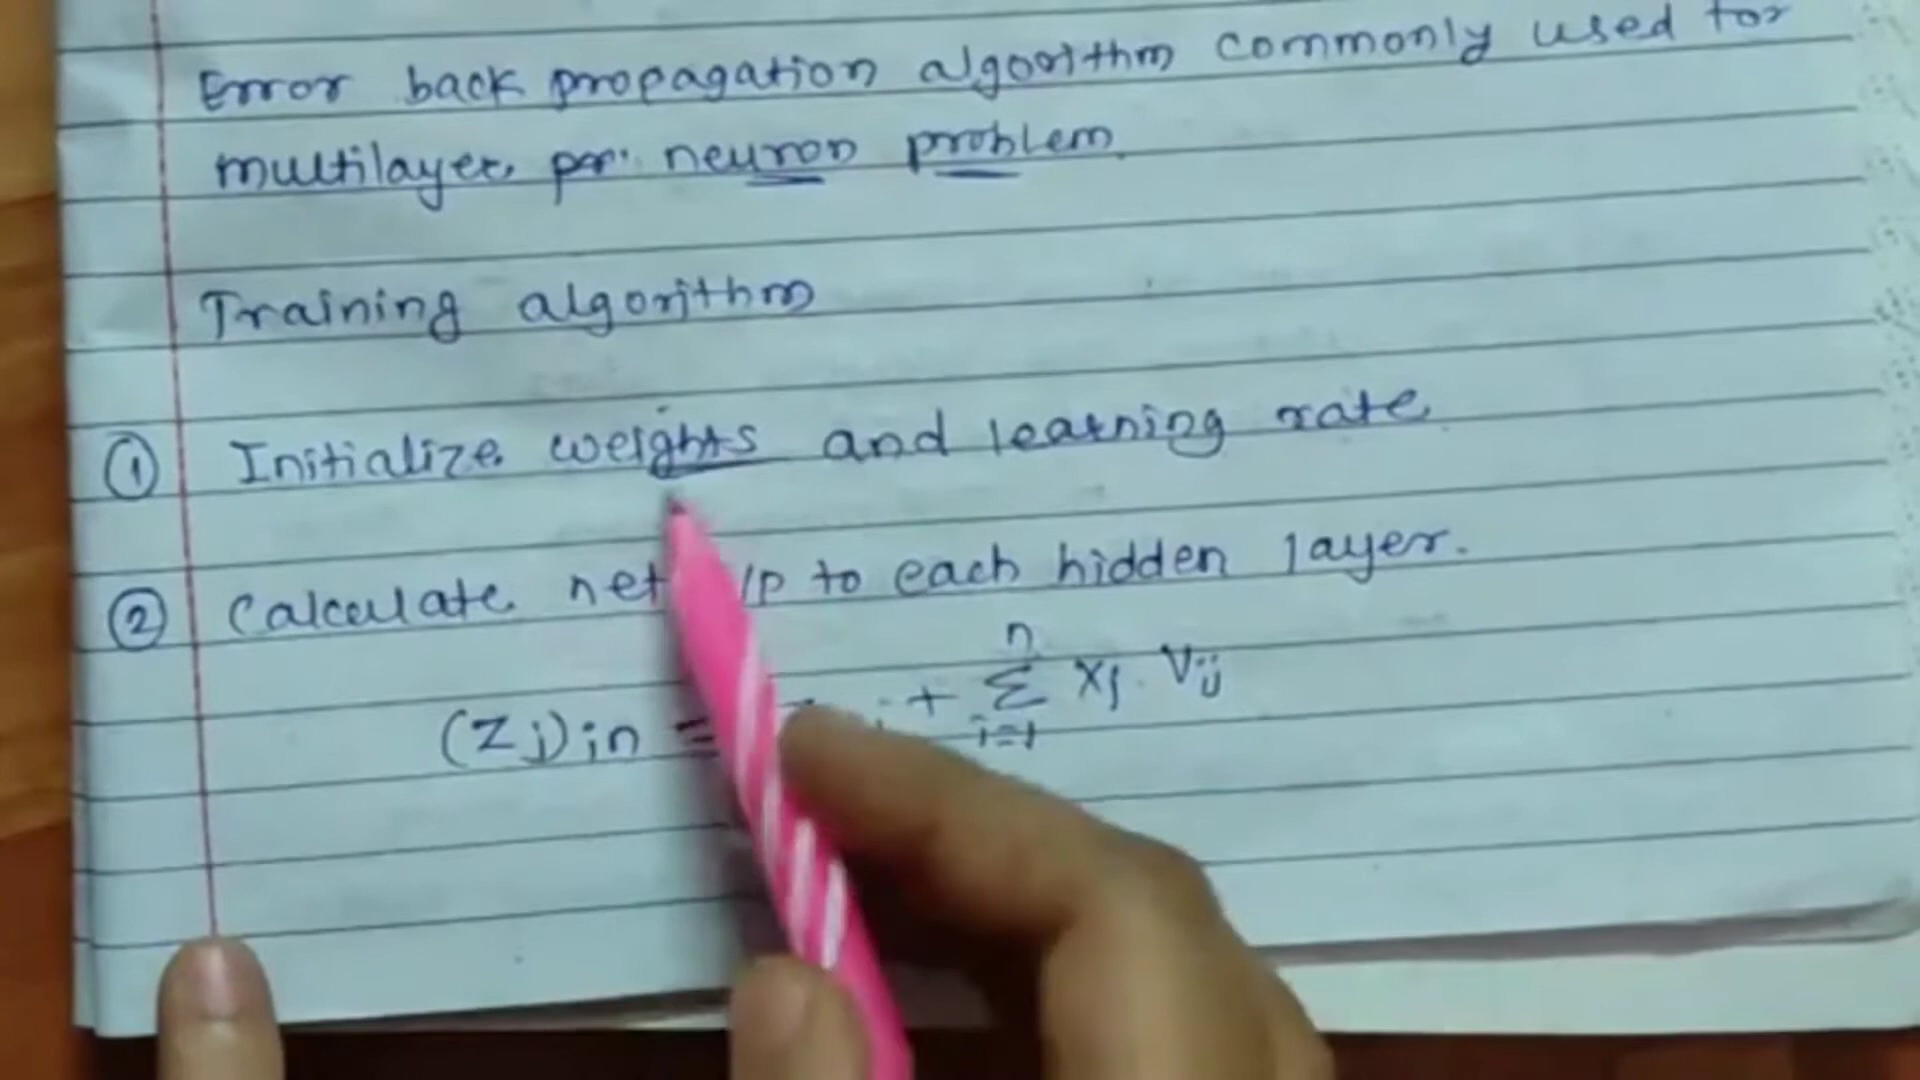 Error back propagation algorithm commonly used for
multilayer per. neuron problem
Training algorithm
① Initialize weights and learning rate
② Calculate net I/P to each hidden layer.
(Zj)in = + Σ i=1 n Xi . Vij